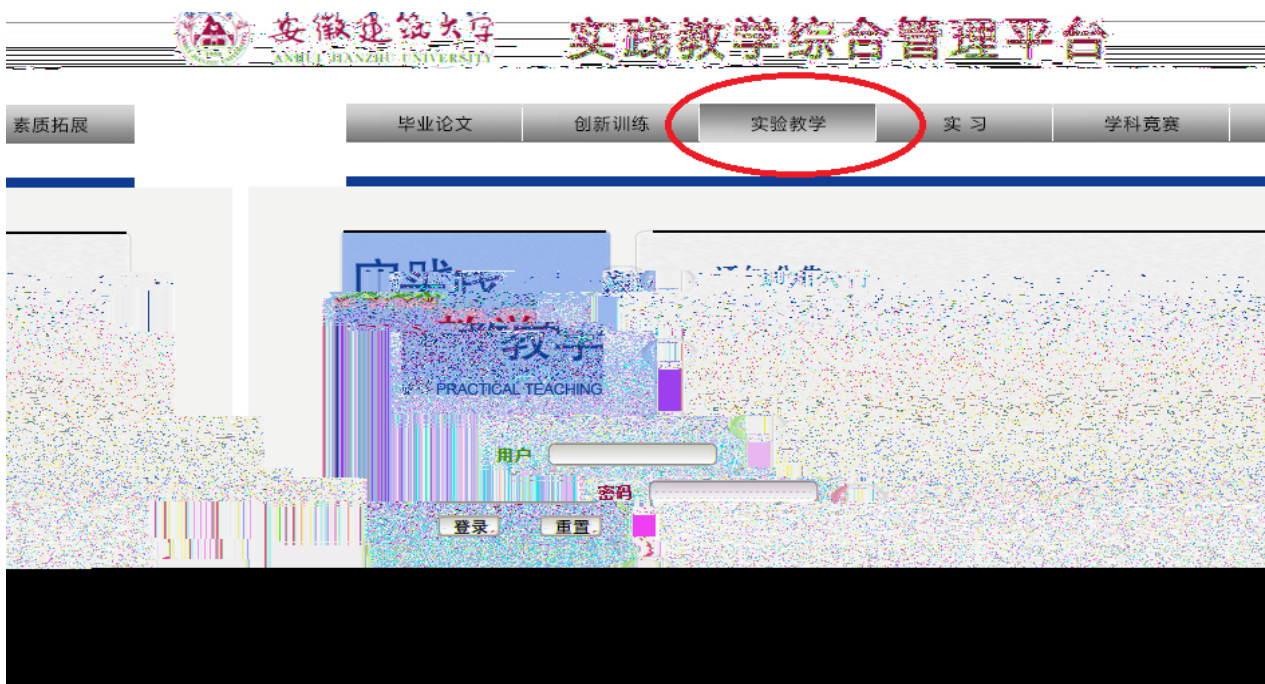 安徽建筑大学 实践教学综合管理平台
ANHUI JIANZHU UNIVERSITY
素质拓展 毕业论文 创新训练 实验教学 实 习 学科竞赛
实践
教学
PRACTICAL TEACHING
用户
密码
登录 重置